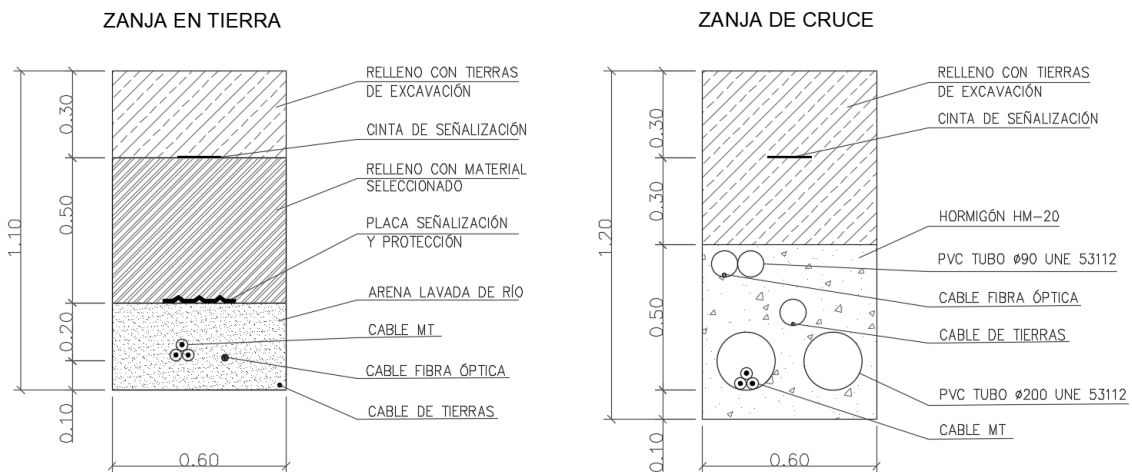 ZANJA EN TIERRA
1.10
0.30
0.50
0.20
0.10
0.60
RELLENO CON TIERRAS
DE EXCAVACIÓN
CINTA DE SEÑALIZACIÓN
RELLENO CON MATERIAL
SELECCIONADO
PLACA SEÑALIZACIÓN
Y PROTECCIÓN
ARENA LAVADA DE RÍO
CABLE MT
CABLE FIBRA ÓPTICA
CABLE DE TIERRAS
ZANJA DE CRUCE
1.20
0.30
0.30
0.50
0.10
0.60
RELLENO CON TIERRAS
DE EXCAVACIÓN
CINTA DE SEÑALIZACIÓN
HORMIGÓN HM-20
PVC TUBO Ø90 UNE 53112
CABLE FIBRA ÓPTICA
CABLE DE TIERRAS
PVC TUBO Ø200 UNE 53112
CABLE MT